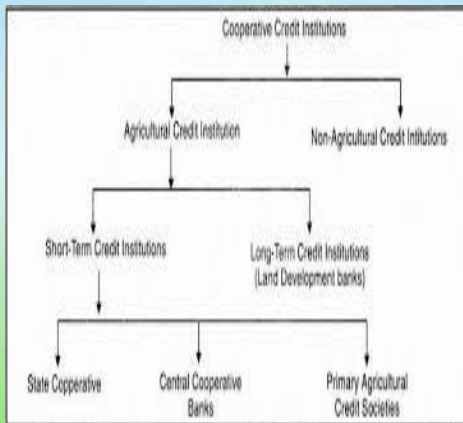 Cooperative Credit Institutions
Agricultural Credit Institution
Non-Agricultural Credit Intitutions
Short-Term Credit Institutions
Long-Term Credit Institutions
(Land Development banks)
State Copperative
Central Cooperative
Banks
Primary Agricultural
Credit Societies